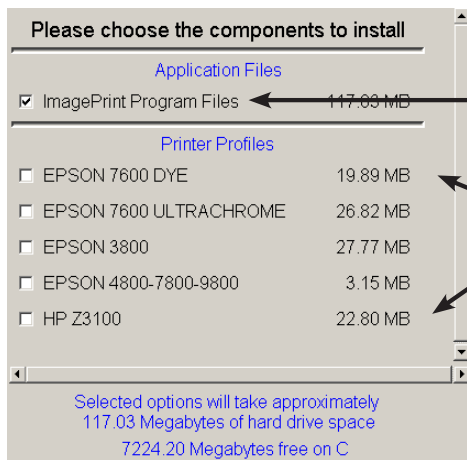 Please choose the components to install
Application Files
ImagePrint Program Files 117.03 MB
Printer Profiles
EPSON 7600 DYE 19.89 MB
EPSON 7600 ULTRACHROME 26.82 MB
EPSON 3800 27.77 MB
EPSON 4800-7800-9800 3.15 MB
HP Z3100 22.80 MB
Selected options will take approximately
117.03 Megabytes of hard drive space
7224.20 Megabytes free on C